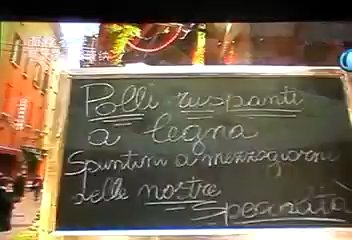 Polli ruspanti
a legna
Spuntini a mezzogiorno
delle nostre